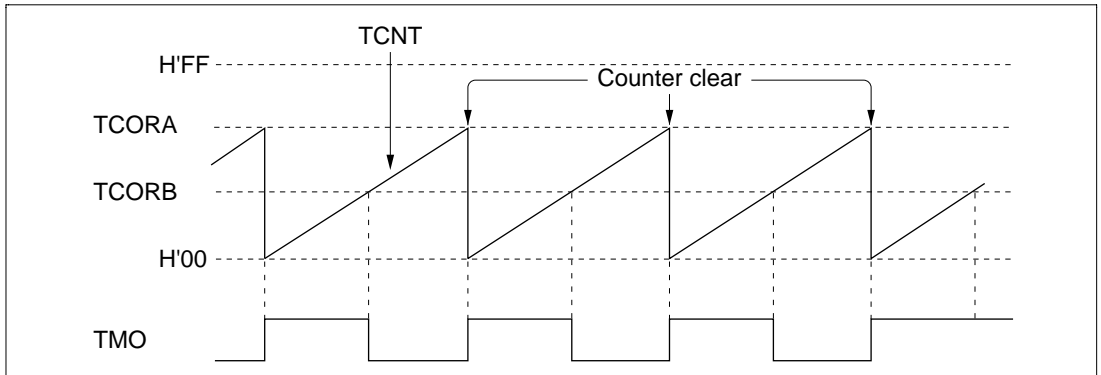 TCNT
H'FF
Counter clear
TCORA
TCORB
H'00
TMO